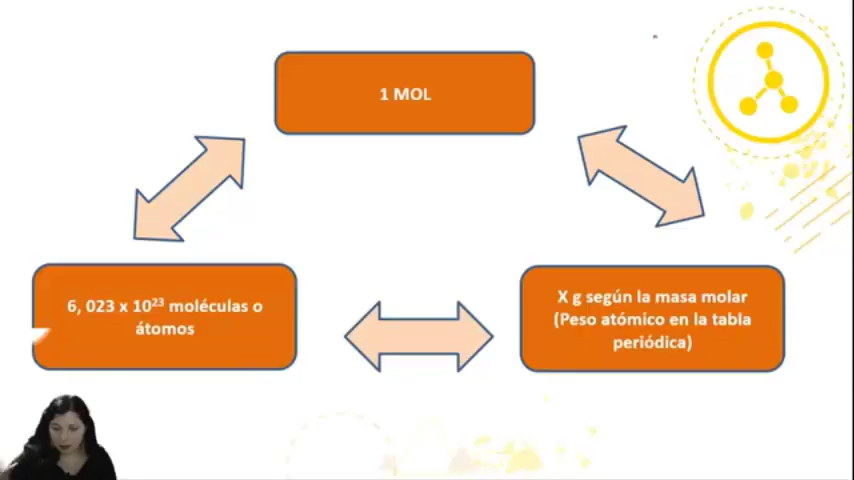 1 MOL
6, 023 x 10²³ moléculas o
átomos
X g según la masa molar
(Peso atómico en la tabla
periódica)